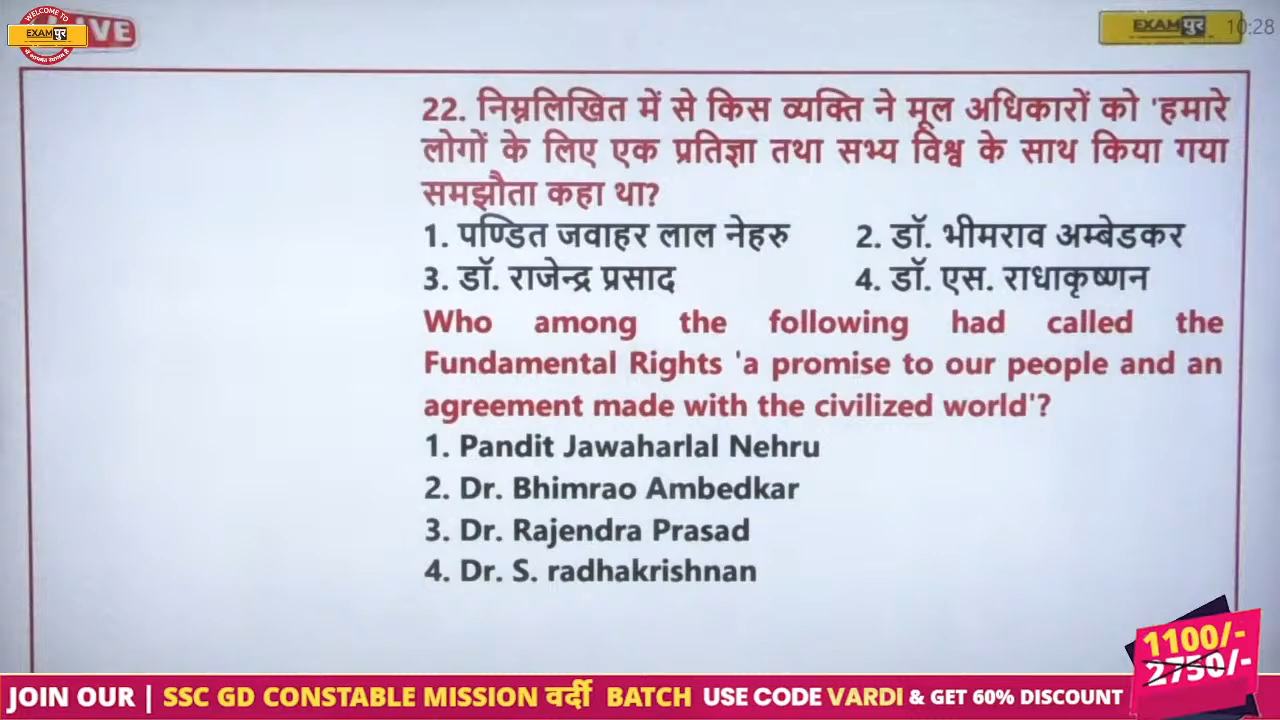 WELCOME TO
LIVE
EXAMपुर
EXAMपुर
10:28
22. निम्नलिखित में से किस व्यक्ति ने मूल अधिकारों को 'हमारे
लोगों के लिए एक प्रतिज्ञा तथा सभ्य विश्व के साथ किया गया
समझौता कहा था?
1. पण्डित जवाहर लाल नेहरु 2. डॉ. भीमराव अम्बेडकर
3. डॉ. राजेन्द्र प्रसाद 4. डॉ. एस. राधाकृष्णन
Who among the following had called the
Fundamental Rights 'a promise to our people and an
agreement made with the civilized world'?
1. Pandit Jawaharlal Nehru
2. Dr. Bhimrao Ambedkar
3. Dr. Rajendra Prasad
4. Dr. S. radhakrishnan
1100/-
2750/-
JOIN OUR | SSC GD CONSTABLE MISSION वर्दी BATCH USE CODE VARDI & GET 60% DISCOUNT